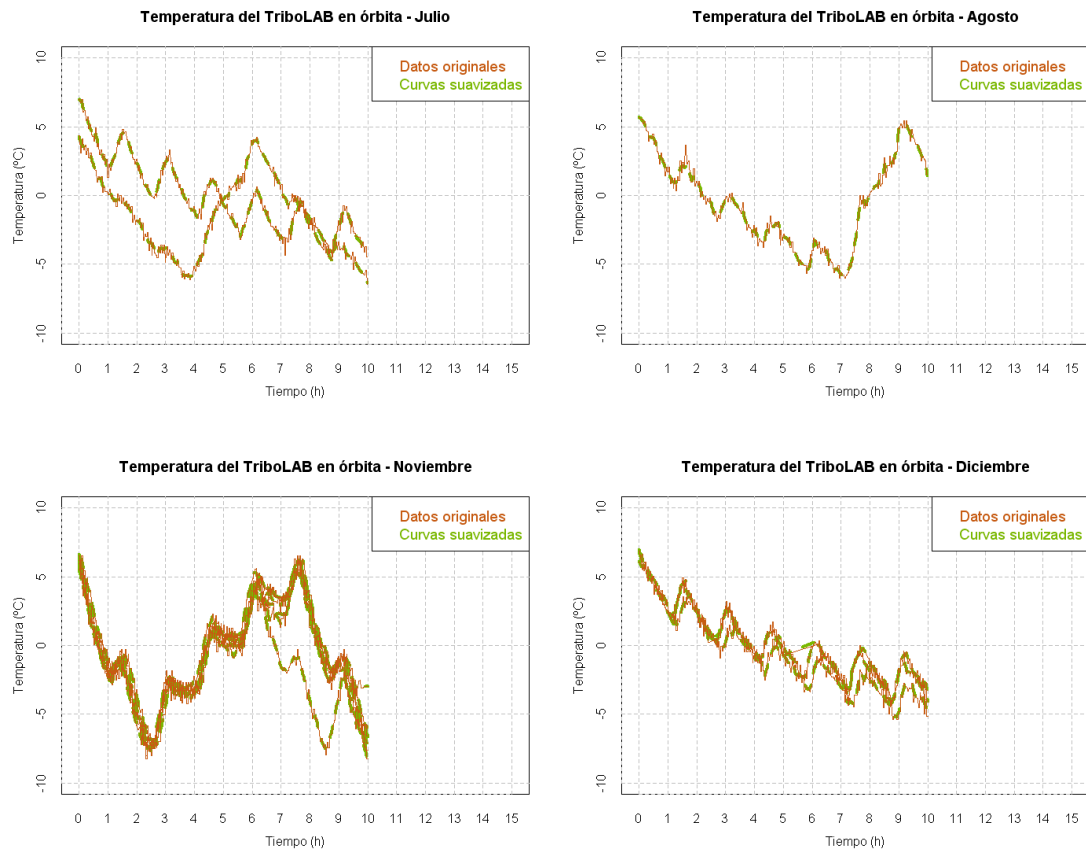 Temperatura del TriboLAB en órbita - Julio
Temperatura (ºC)
10
5
0
-5
-10
Datos originales
Curvas suavizadas
0 1 2 3 4 5 6 7 8 9 10 11 12 13 14 15
Tiempo (h)
Temperatura del TriboLAB en órbita - Agosto
Temperatura (ºC)
10
5
0
-5
-10
Datos originales
Curvas suavizadas
0 1 2 3 4 5 6 7 8 9 10 11 12 13 14 15
Tiempo (h)
Temperatura del TriboLAB en órbita - Noviembre
Temperatura (ºC)
10
5
0
-5
-10
Datos originales
Curvas suavizadas
0 1 2 3 4 5 6 7 8 9 10 11 12 13 14 15
Tiempo (h)
Temperatura del TriboLAB en órbita - Diciembre
Temperatura (ºC)
10
5
0
-5
-10
Datos originales
Curvas suavizadas
0 1 2 3 4 5 6 7 8 9 10 11 12 13 14 15
Tiempo (h)